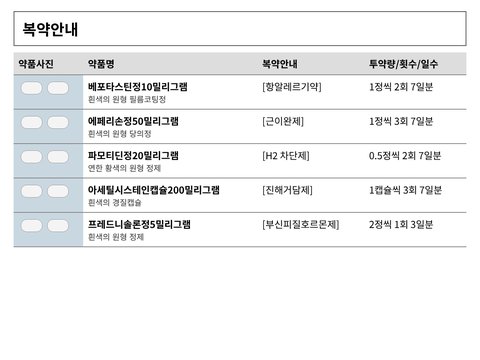 복약안내
약품사진 약품명 복약안내 투약량/횟수/일수
베포타스틴정10밀리그램 [항알레르기약] 1정씩 2회 7일분
흰색의 원형 필름코팅정
에페리손정50밀리그램 [근이완제] 1정씩 3회 7일분
흰색의 원형 당의정
파모티딘정20밀리그램 [H2 차단제] 0.5정씩 2회 7일분
연한 황색의 원형 정제
아세틸시스테인캡슐200밀리그램 [진해거담제] 1캡슐씩 3회 7일분
흰색의 경질캡슐
프레드니솔론정5밀리그램 [부신피질호르몬제] 2정씩 1회 3일분
흰색의 원형 정제